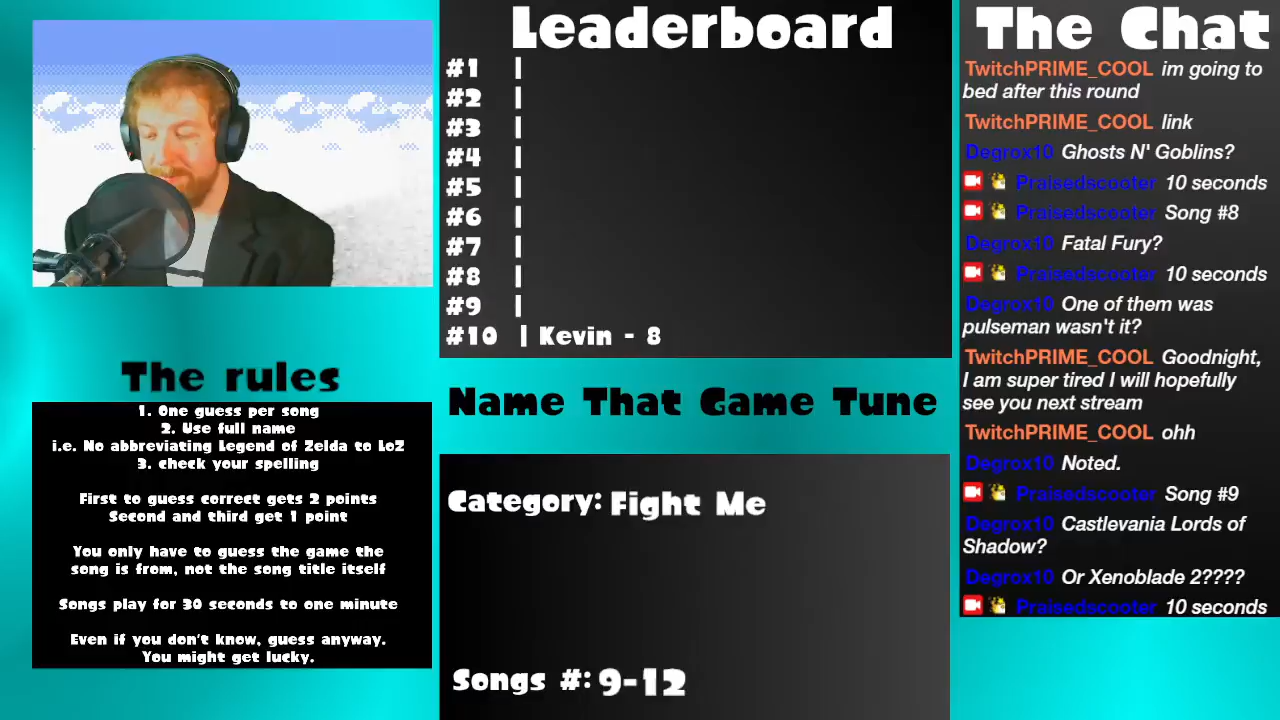 Leaderboard
#1 |
#2 |
#3 |
#4 |
#5 |
#6 |
#7 |
#8 |
#9 |
#10 | Kevin - 8
The rules
1. One guess per song
2. Use full name
i.e. No abbreviating Legend of Zelda to LoZ
3. check your spelling
First to guess correct gets 2 points
Second and third get 1 point
You only have to guess the game the
song is from, not the song title itself
Songs play for 30 seconds to one minute
Even if you don't know, guess anyway.
You might get lucky.
Name That Game Tune
Category: Fight Me
Songs #: 9-12
The Chat
TwitchPRIME_COOL im going to
bed after this round
TwitchPRIME_COOL link
Degrox10 Ghosts N' Goblins?
Praisedscooter 10 seconds
Praisedscooter Song #8
Degrox10 Fatal Fury?
Praisedscooter 10 seconds
Degrox10 One of them was
pulseman wasn't it?
TwitchPRIME_COOL Goodnight,
I am super tired I will hopefully
see you next stream
TwitchPRIME_COOL ohh
Degrox10 Noted.
Praisedscooter Song #9
Degrox10 Castlevania Lords of
Shadow?
Degrox10 Or Xenoblade 2????
Praisedscooter 10 seconds